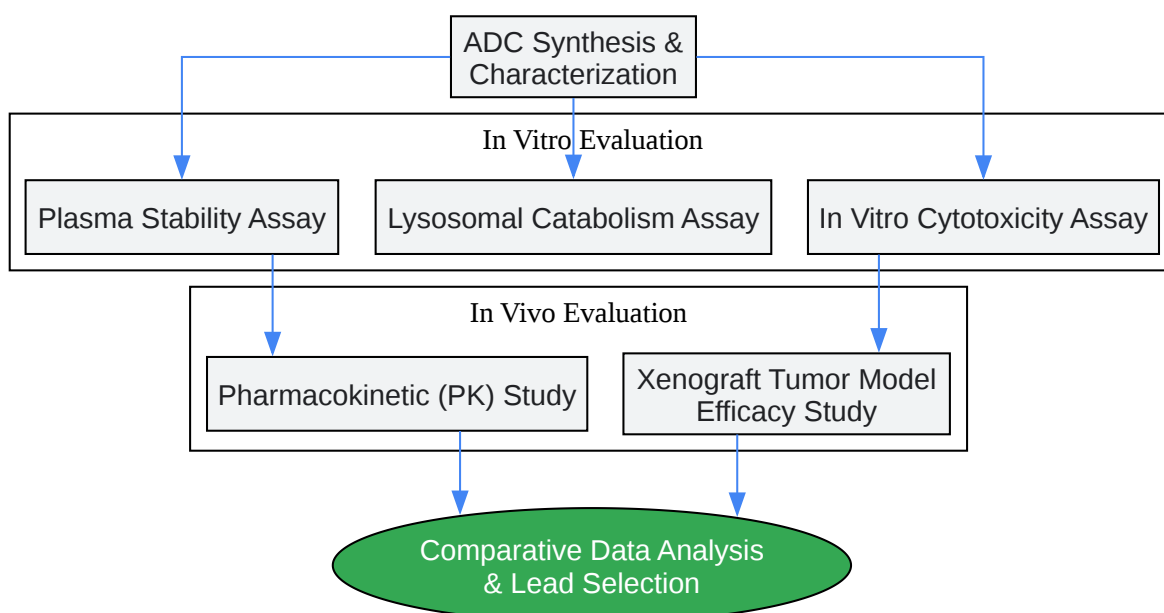 ADC Synthesis &
Characterization
In Vitro Evaluation
Plasma Stability Assay
Lysosomal Catabolism Assay
In Vitro Cytotoxicity Assay
In Vivo Evaluation
Pharmacokinetic (PK) Study
Xenograft Tumor Model
Efficacy Study
Comparative Data Analysis
& Lead Selection